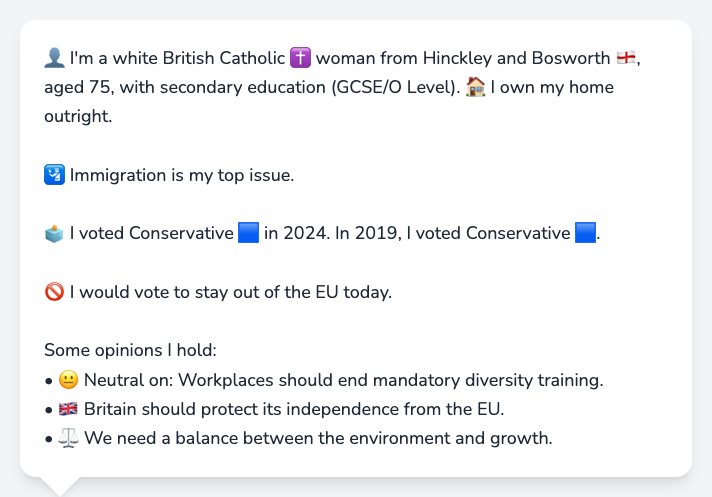 👤 I'm a white British Catholic ✝️ woman from Hinckley and Bosworth 🏴󠁧󠁢󠁥󠁮󠁧󠁿,
aged 75, with secondary education (GCSE/O Level). 🏠 I own my home
outright.
🛂 Immigration is my top issue.
🗳️ I voted Conservative 🟦 in 2024. In 2019, I voted Conservative 🟦.
🚫 I would vote to stay out of the EU today.
Some opinions I hold:
• 😐 Neutral on: Workplaces should end mandatory diversity training.
• 🇬🇧 Britain should protect its independence from the EU.
• ⚖️ We need a balance between the environment and growth.